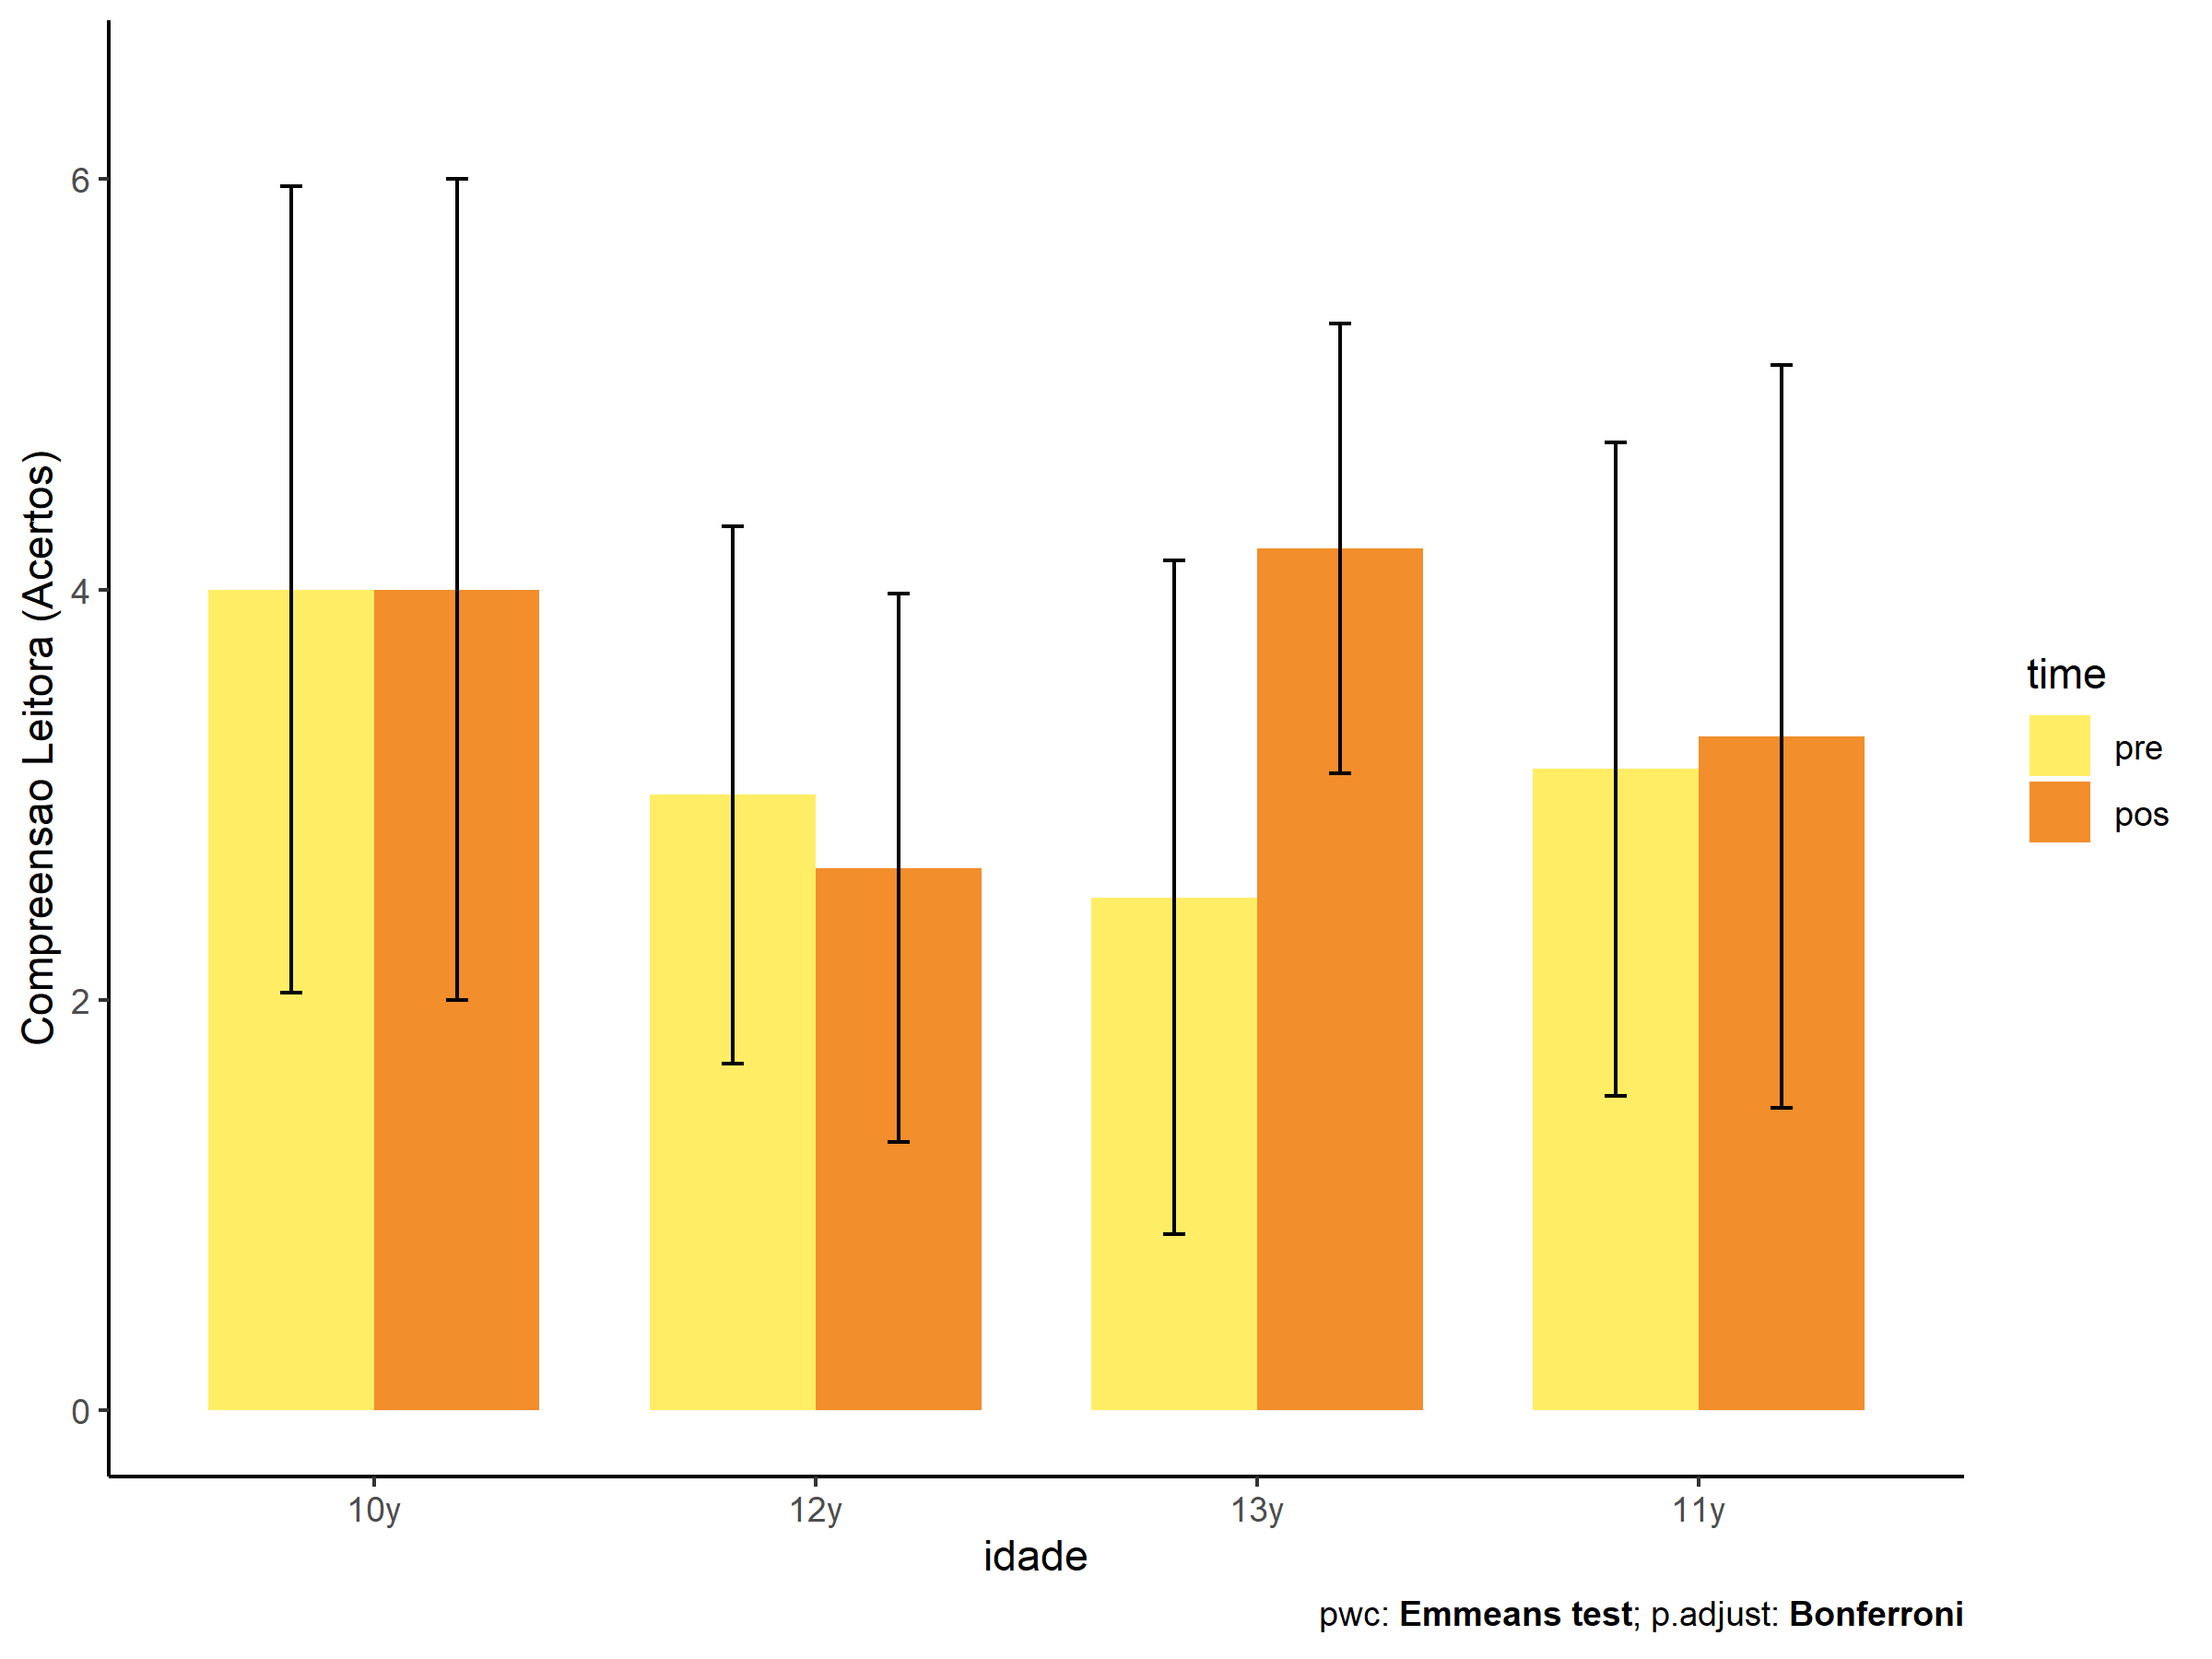 Compreensao Leitora (Acertos)
6
4
2
0
10y
12y
13y
11y
idade
time
pre
pos
pwc: Emmeans test; p.adjust: Bonferroni